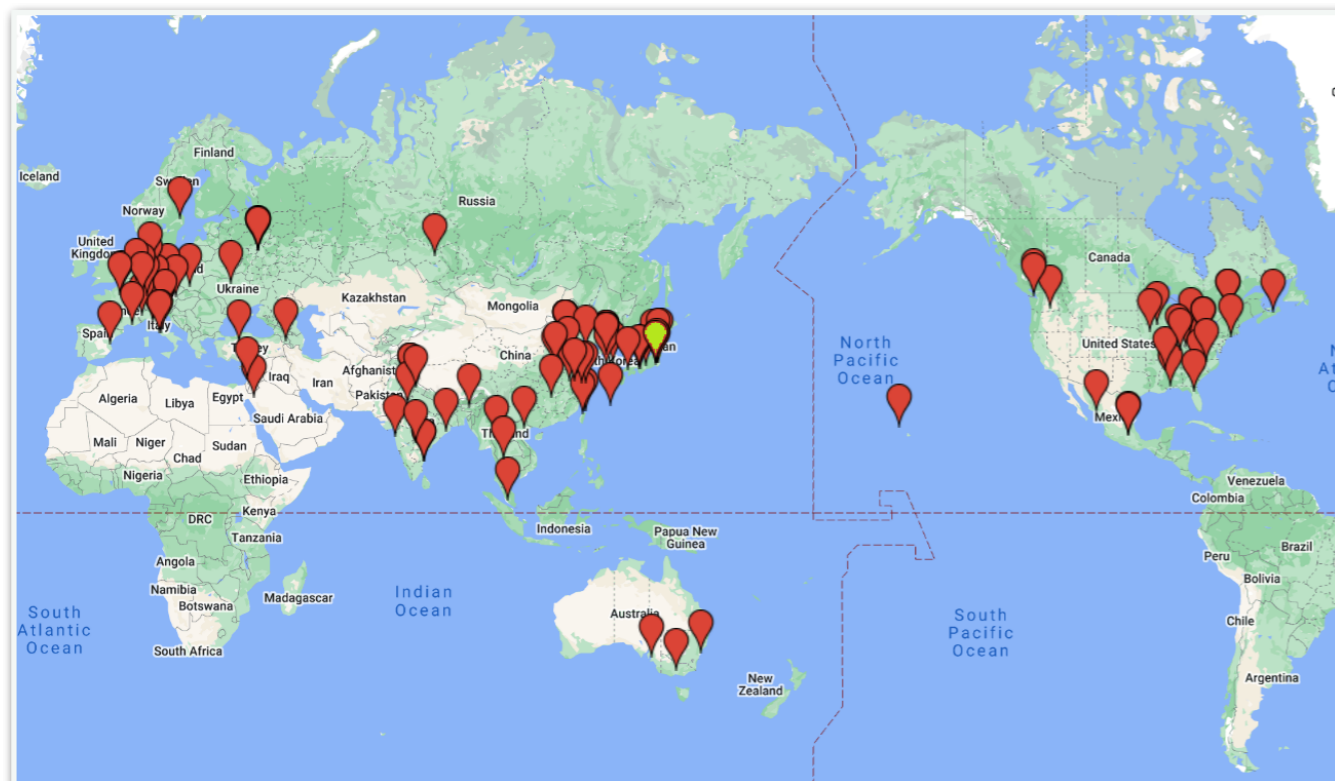 Iceland
Finland
Norway
Russia
United
Kingdom
Ukraine
Kazakhstan
Mongolia
Spain
Italy
China
Afghanistan
Iraq
Iran
Pakistan
Algeria
Libya
Egypt
Saudi Arabia
Mali
Niger
Sudan
Chad
Nigeria
Ethiopia
Thailand
DRC
Kenya
Tanzania
Indonesia
Papua New
Guinea
Angola
Namibia
Botswana
Madagascar
South Africa
Indian
Ocean
South
Atlantic
Ocean
Australia
New
Zealand
North
Pacific
Ocean
South
Pacific
Ocean
Canada
United States
Venezuela
Colombia
Peru
Brazil
Bolivia
Chile
Argentina